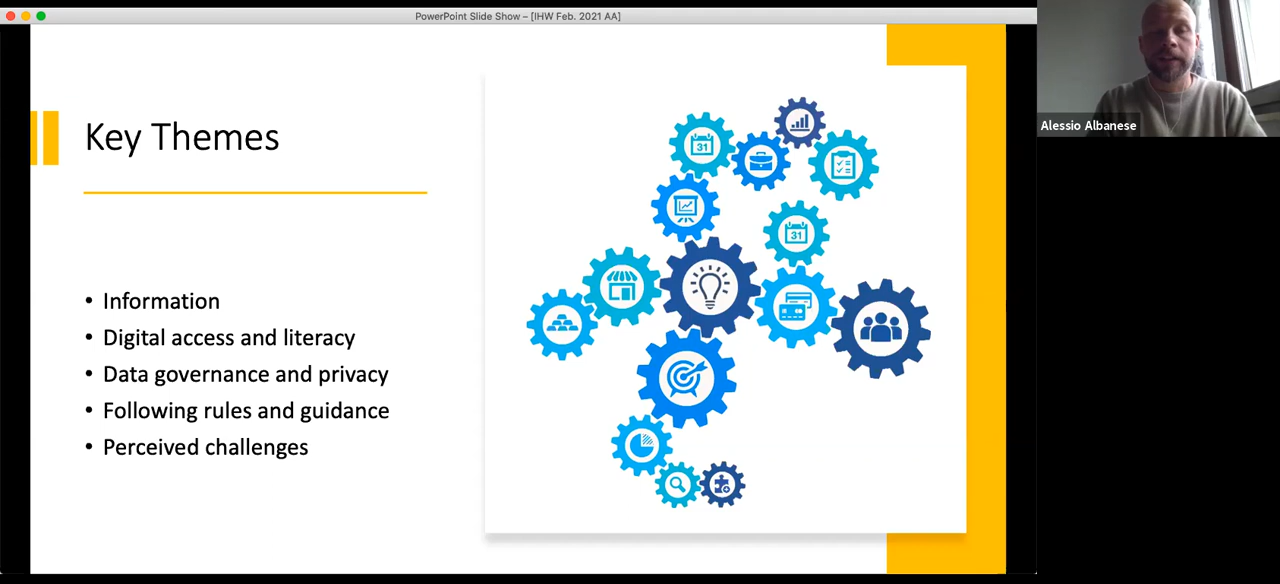 PowerPoint Slide Show – [IHW Feb. 2021 AA]
Key Themes
• Information
• Digital access and literacy
• Data governance and privacy
• Following rules and guidance
• Perceived challenges
31
31
Alessio Albanese